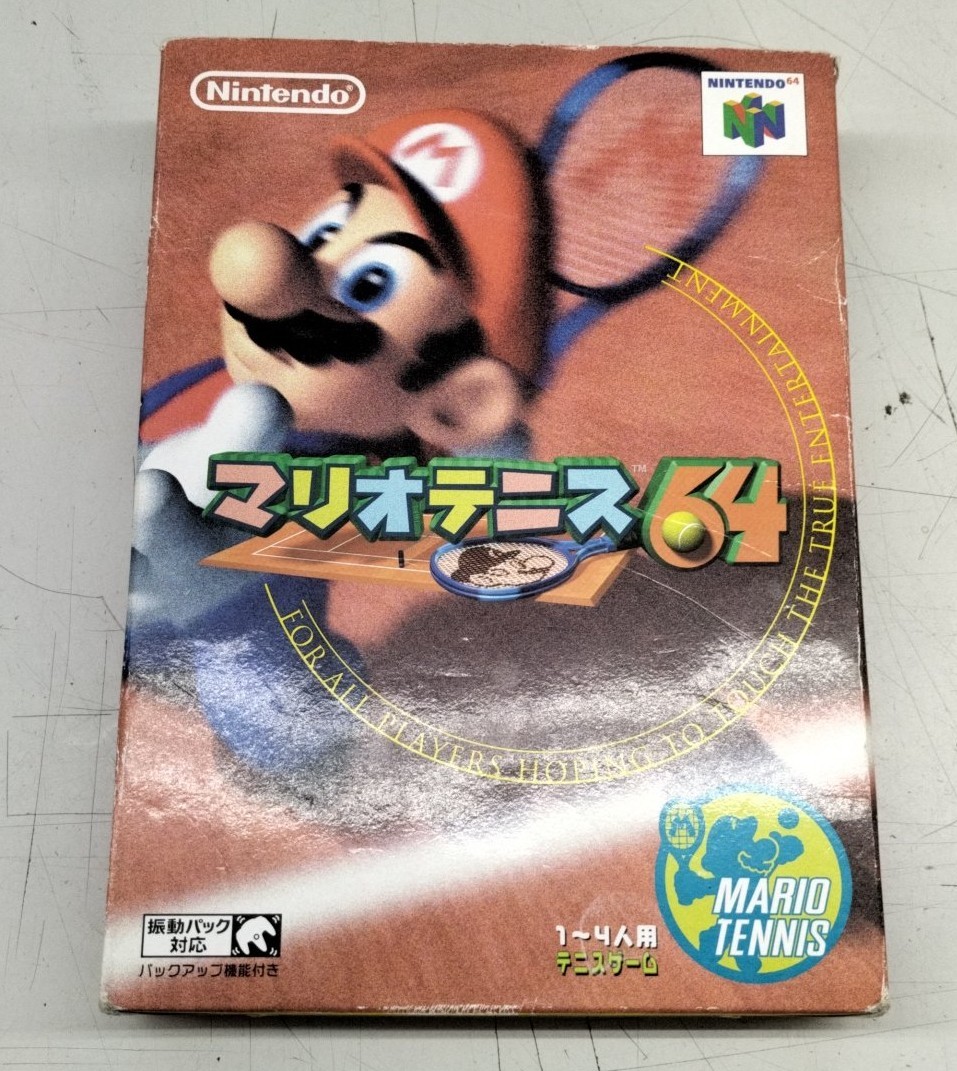 Nintendo®
NINTENDO64
マリオテニス64™
FOR ALL PLAYERS HOPING TO TOUCH THE TRUE ENTERTAINMENT
振動パック
対応
バックアップ機能付き
1〜4人用
テニスゲーム
MARIO
TENNIS